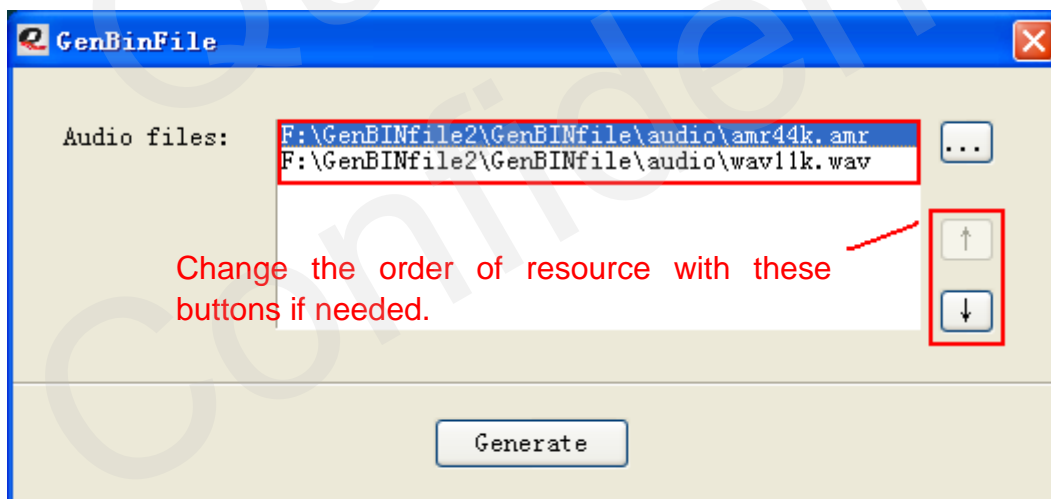 GenBinFile
Audio files:
F:\GenBINfile2\GenBINfile\audio\amr44k.amr
...
F:\GenBINfile2\GenBINfile\audio\wav11k.wav
↑
Change the order of resource with these
buttons if needed.
↓
Generate
Confiden